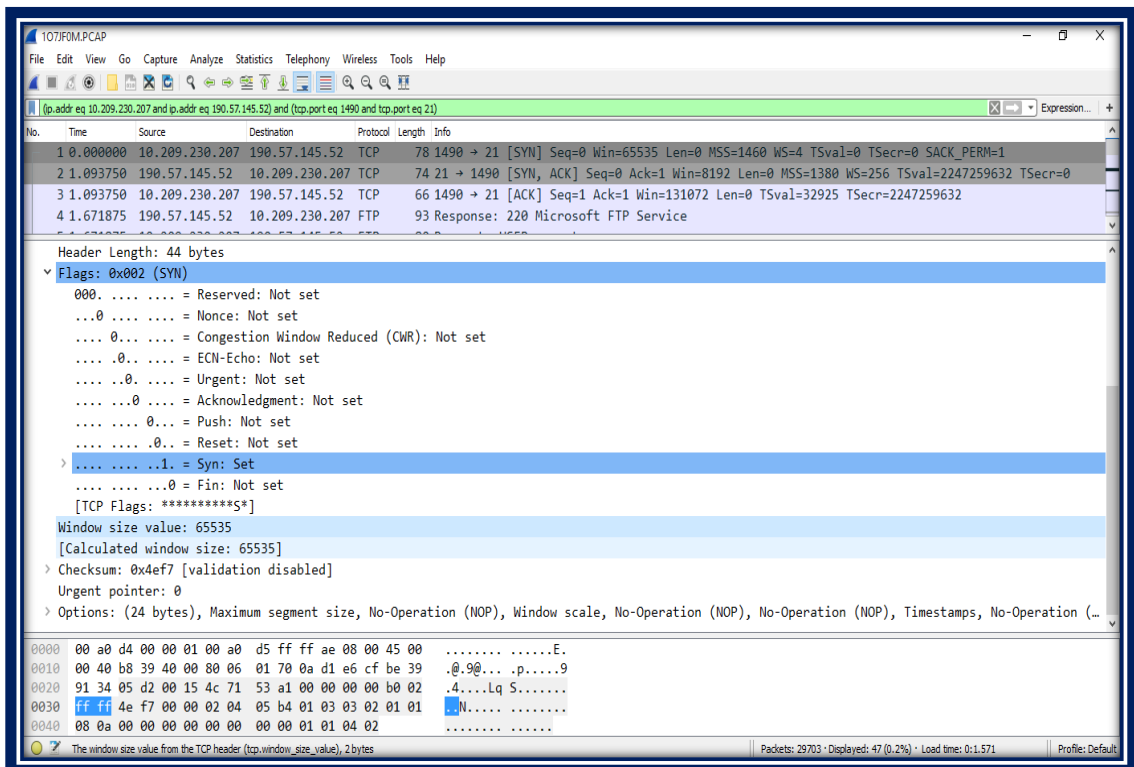 1O7JF0M.PCAP
File Edit View Go Capture Analyze Statistics Telephony Wireless Tools Help
(ip.addr eq 10.209.230.207 and ip.addr eq 190.57.145.52) and (tcp.port eq 1490 and tcp.port eq 21)
Expression... +
No. Time Source Destination Protocol Length Info
1 0.000000 10.209.230.207 190.57.145.52 TCP 78 1490 → 21 [SYN] Seq=0 Win=65535 Len=0 MSS=1460 WS=4 TSval=0 TSecr=0 SACK_PERM=1
2 1.093750 190.57.145.52 10.209.230.207 TCP 74 21 → 1490 [SYN, ACK] Seq=0 Ack=1 Win=8192 Len=0 MSS=1380 WS=256 TSval=2247259632 TSecr=0
3 1.093750 10.209.230.207 190.57.145.52 TCP 66 1490 → 21 [ACK] Seq=1 Ack=1 Win=131072 Len=0 TSval=32925 TSecr=2247259632
4 1.671875 190.57.145.52 10.209.230.207 FTP 93 Response: 220 Microsoft FTP Service
Header Length: 44 bytes
Flags: 0x002 (SYN)
000. .... .... = Reserved: Not set
...0 .... .... = Nonce: Not set
.... 0... .... = Congestion Window Reduced (CWR): Not set
.... .0.. .... = ECN-Echo: Not set
.... ..0. .... = Urgent: Not set
.... ...0 .... = Acknowledgment: Not set
.... .... 0... = Push: Not set
.... .... .0.. = Reset: Not set
.... .... ..1. = Syn: Set
.... .... ...0 = Fin: Not set
[TCP Flags: **********S*]
Window size value: 65535
[Calculated window size: 65535]
Checksum: 0x4ef7 [validation disabled]
Urgent pointer: 0
Options: (24 bytes), Maximum segment size, No-Operation (NOP), Window scale, No-Operation (NOP), No-Operation (NOP), Timestamps, No-Operation (…
0000 00 a0 d4 00 00 01 00 a0 d5 ff ff ae 08 00 45 00 ........ ......E.
0010 00 40 b8 39 40 00 80 06 01 70 0a d1 e6 cf be 39 .@.9@... .p.....9
0020 91 34 05 d2 00 15 4c 71 53 a1 00 00 00 00 b0 02 .4....Lq S.......
0030 ff ff 4e f7 00 00 02 04 05 b4 01 03 03 02 01 01 ..N..... ........
0040 08 0a 00 00 00 00 00 00 00 00 01 01 04 02 ........ ......
The window size value from the TCP header (tcp.window_size_value), 2 bytes
Packets: 29703 · Displayed: 47 (0.2%) · Load time: 0:1.571
Profile: Default